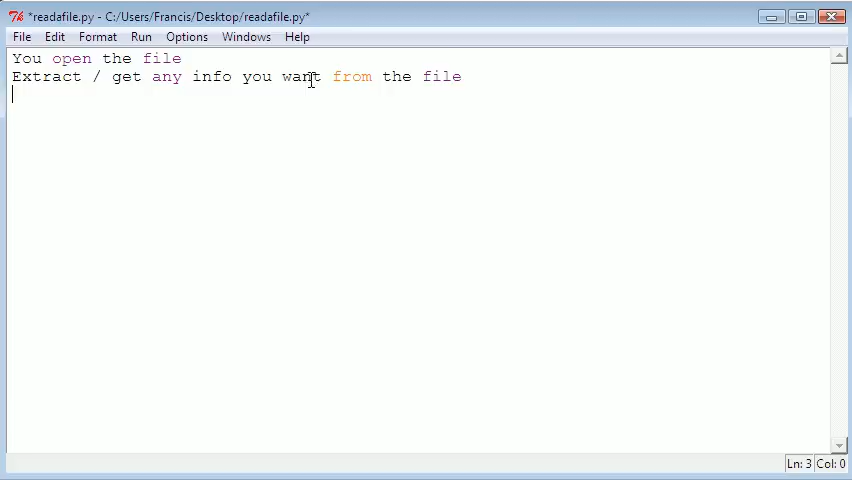 *readafile.py - C:/Users/Francis/Desktop/readafile.py*
File Edit Format Run Options Windows Help
You open the file
Extract / get any info you want from the file
Ln: 3 Col: 0